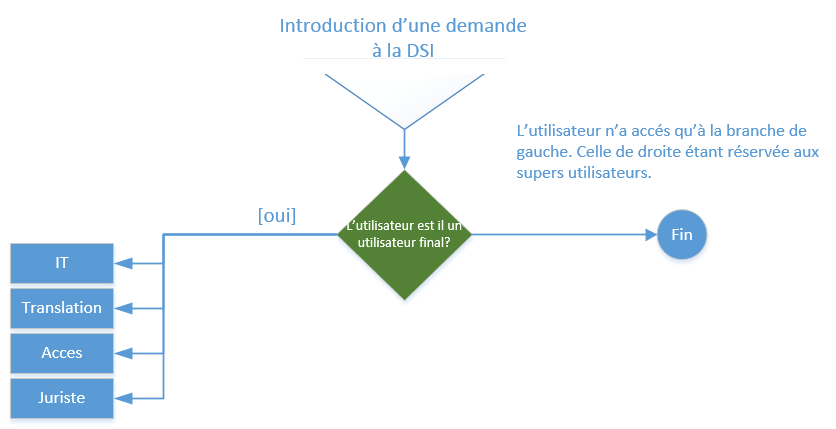 Introduction d'une demande
à la DSI
L'utilisateur n'a accés qu'à la branche de
gauche. Celle de droite étant réservée aux
supers utilisateurs.
[oui]
L'utilisateur est il un
utilisateur final?
Fin
IT
Translation
Acces
Juriste